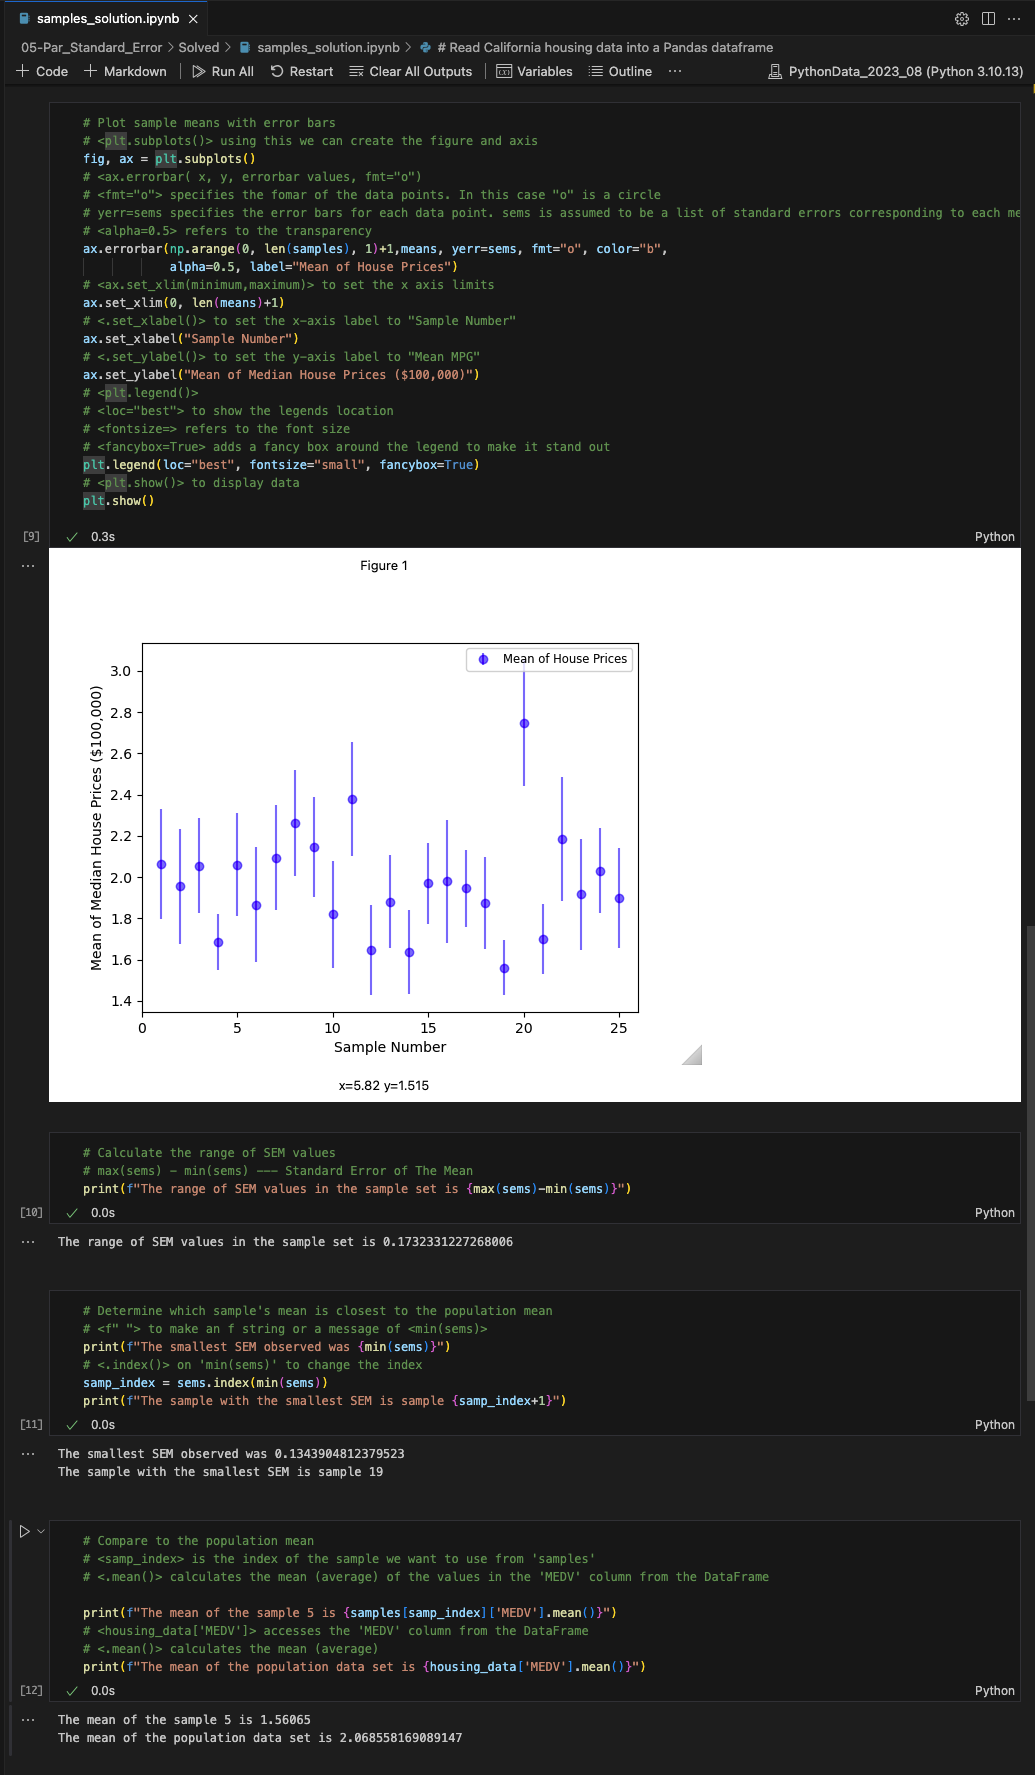 samples_solution.ipynb ×
05-Par_Standard_Error > Solved > samples_solution.ipynb > # Read California housing data into a Pandas dataframe
+ Code + Markdown | Run All Restart Clear All Outputs | Variables Outline ··· PythonData_2023_08 (Python 3.10.13)
# Plot sample means with error bars
# <plt.subplots()> using this we can create the figure and axis
fig, ax = plt.subplots()
# <ax.errorbar( x, y, errorbar values, fmt="o")
# <fmt="o"> specifies the fomar of the data points. In this case "o" is a circle
# yerr=sems specifies the error bars for each data point. sems is assumed to be a list of standard errors corresponding to each me
# <alpha=0.5> refers to the transparency
ax.errorbar(np.arange(0, len(samples), 1)+1,means, yerr=sems, fmt="o", color="b",
alpha=0.5, label="Mean of House Prices")
# <ax.set_xlim(minimum,maximum)> to set the x axis limits
ax.set_xlim(0, len(means)+1)
# <.set_xlabel()> to set the x-axis label to "Sample Number"
ax.set_xlabel("Sample Number")
# <.set_ylabel()> to set the y-axis label to "Mean MPG"
ax.set_ylabel("Mean of Median House Prices ($100,000)")
# <plt.legend()>
# <loc="best"> to show the legends location
# <fontsize=> refers to the font size
# <fancybox=True> adds a fancy box around the legend to make it stand out
plt.legend(loc="best", fontsize="small", fancybox=True)
# <plt.show()> to display data
plt.show()
[9] ✓ 0.3s Python
Figure 1
Mean of House Prices
3.0
2.8
2.6
2.4
2.2
2.0
1.8
1.6
1.4
Mean of Median House Prices ($100,000)
0 5 10 15 20 25
Sample Number
x=5.82 y=1.515
# Calculate the range of SEM values
# max(sems) - min(sems) --- Standard Error of The Mean
print(f"The range of SEM values in the sample set is {max(sems)-min(sems)}")
[10] ✓ 0.0s Python
The range of SEM values in the sample set is 0.1732331227268006
# Determine which sample's mean is closest to the population mean
# <f" "> to make an f string or a message of <min(sems)>
print(f"The smallest SEM observed was {min(sems)}")
# <.index()> on 'min(sems)' to change the index
samp_index = sems.index(min(sems))
print(f"The sample with the smallest SEM is sample {samp_index+1}")
[11] ✓ 0.0s Python
The smallest SEM observed was 0.1343904812379523
The sample with the smallest SEM is sample 19
# Compare to the population mean
# <samp_index> is the index of the sample we want to use from 'samples'
# <.mean()> calculates the mean (average) of the values in the 'MEDV' column from the DataFrame
print(f"The mean of the sample 5 is {samples[samp_index]['MEDV'].mean()}")
# <housing_data['MEDV']> accesses the 'MEDV' column from the DataFrame
# <.mean()> calculates the mean (average)
print(f"The mean of the population data set is {housing_data['MEDV'].mean()}")
[12] ✓ 0.0s Python
The mean of the sample 5 is 1.56065
The mean of the population data set is 2.068558169089147